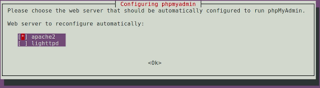 Configuring phpmyadmin
Please choose the web server that should be automatically configured to run phpMyAdmin.
Web server to reconfigure automatically:
[*] apache2
[ ] lighttpd
<Ok>